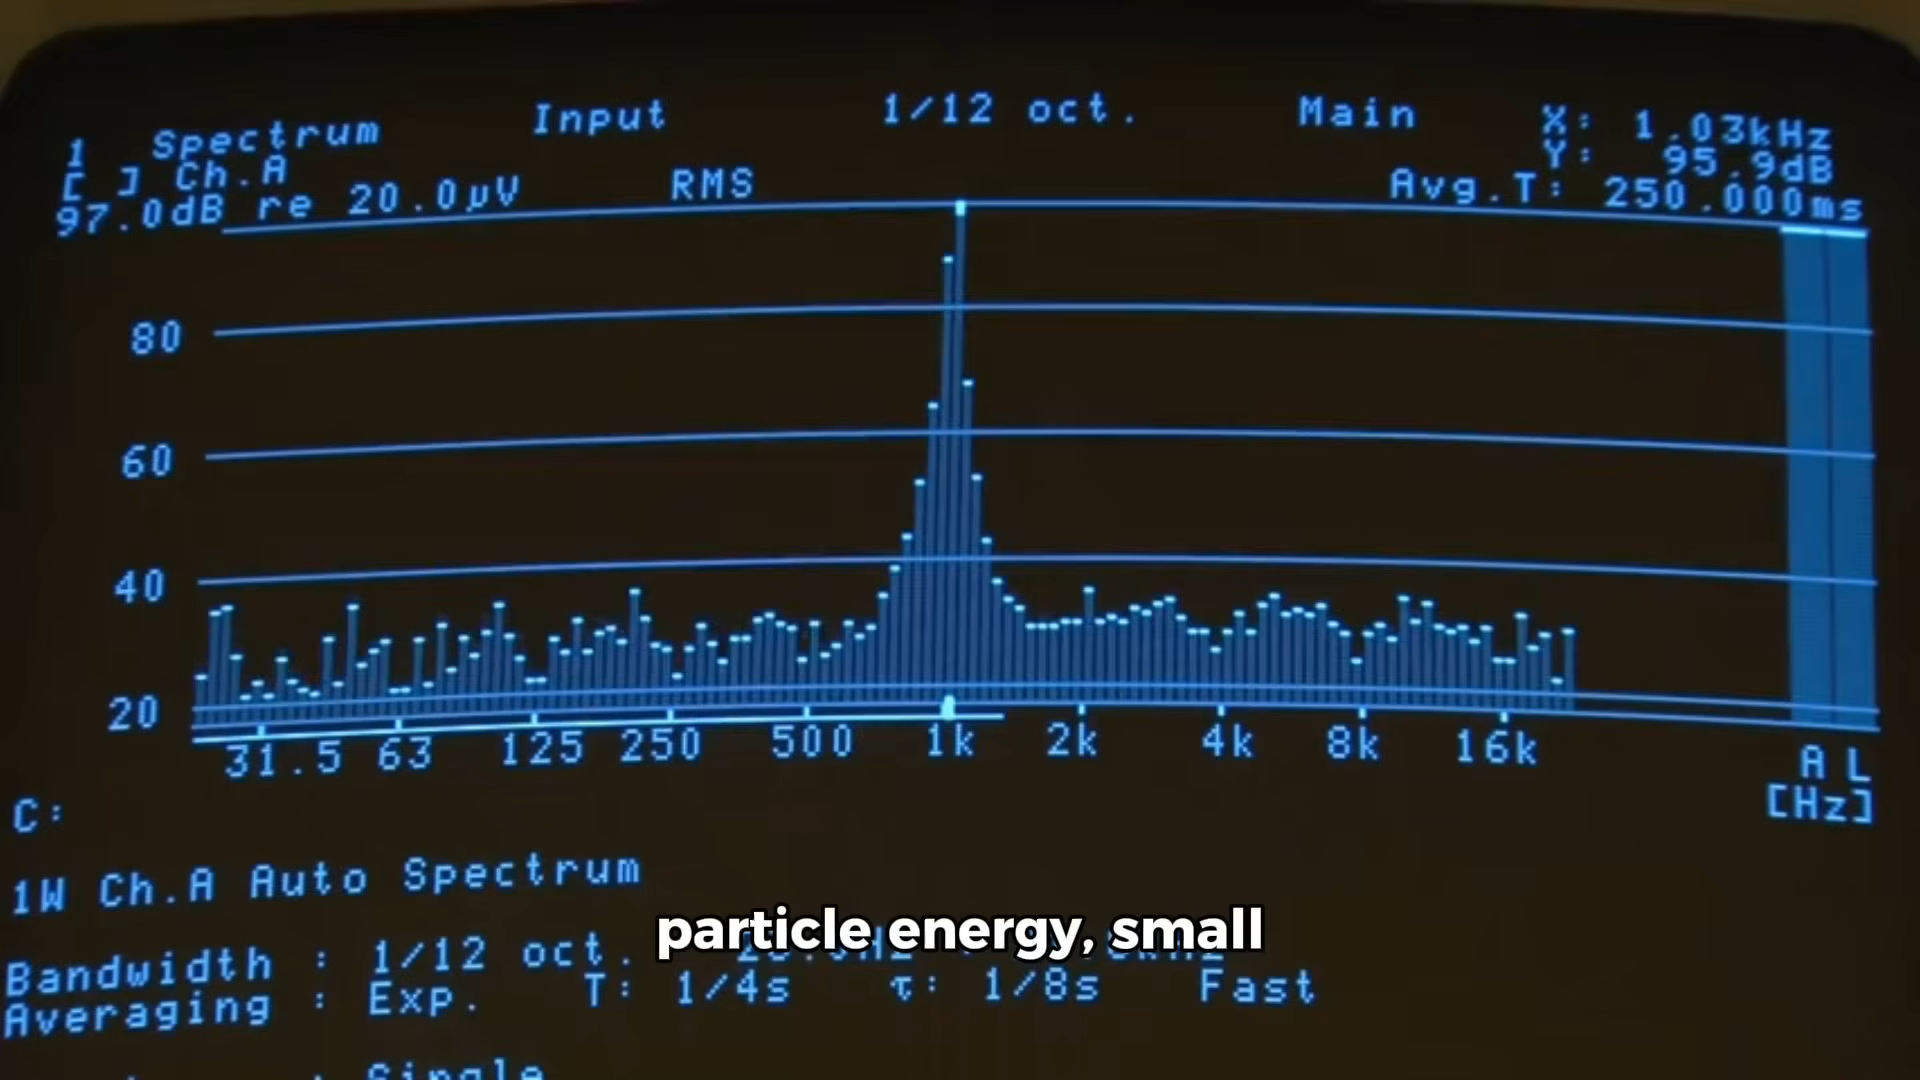 1 Spectrum Input 1/12 oct. Main X: 1.03kHz
[ ] Ch.A Y: 95.9dB
97.0dB re 20.0µV RMS Avg.T: 250.000ms
80
60
40
20
31.5 63 125 250 500 1k 2k 4k 8k 16k A L
[Hz]
C:
1W Ch.A Auto Spectrum
particle energy, small
Bandwidth : 1/12 oct.
Averaging : Exp. T: 1/4s τ: 1/8s Fast
: Single